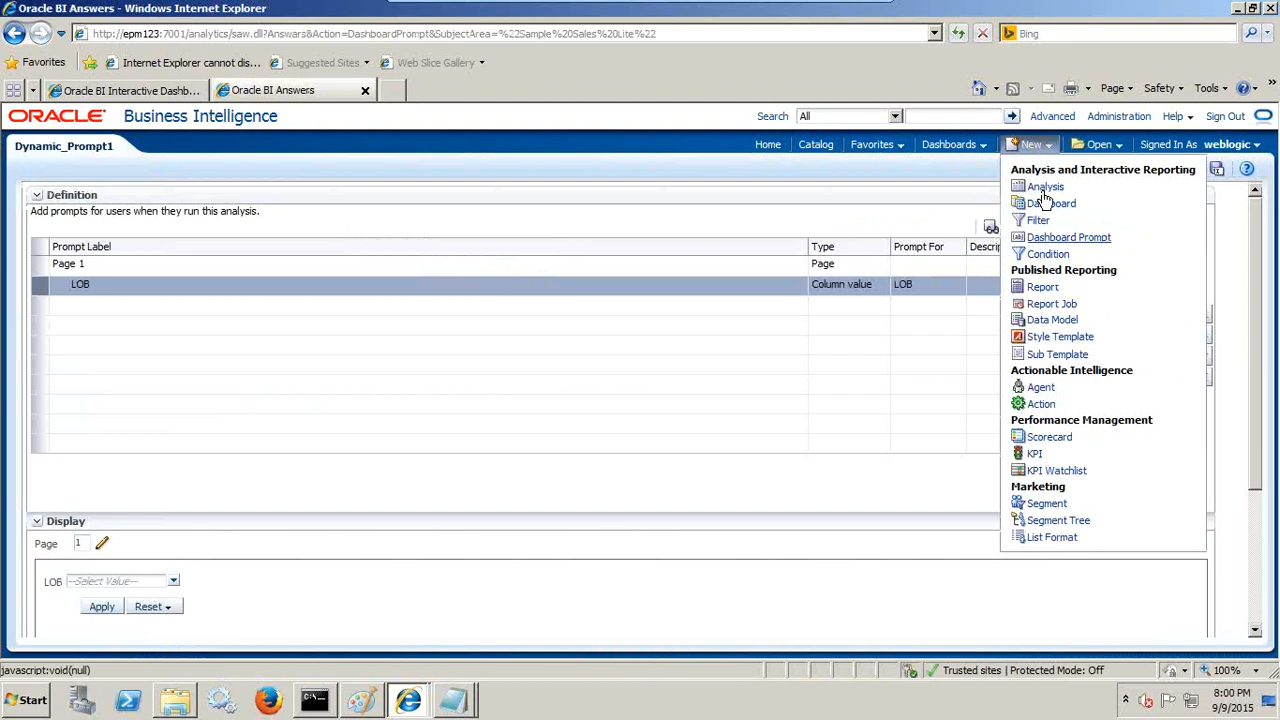 Oracle BI Answers - Windows Internet Explorer
http://epm123:7001/analytics/saw.dll?Answers&Action=DashboardPrompt&SubjectArea=%22Sample%20Sales%20Lite%22
Bing
Favorites
Internet Explorer cannot dis...
Suggested Sites
Web Slice Gallery
Oracle BI Interactive Dashb...
Oracle BI Answers
Page
Safety
Tools
ORACLE Business Intelligence
Search All
Advanced
Administration
Help
Sign Out
Dynamic_Prompt1
Home
Catalog
Favorites
Dashboards
New
Open
Signed In As weblogic
Definition
Add prompts for users when they run this analysis.
Prompt Label Type Prompt For Descrip
Page 1 Page
LOB Column value LOB
Analysis and Interactive Reporting
Analysis
Dashboard
Filter
Dashboard Prompt
Condition
Published Reporting
Report
Report Job
Data Model
Style Template
Sub Template
Actionable Intelligence
Agent
Action
Performance Management
Scorecard
KPI
KPI Watchlist
Marketing
Segment
Segment Tree
List Format
Display
Page 1
LOB --Select Value--
Apply Reset
javascript:void(null)
Trusted sites | Protected Mode: Off
100%
Start
8:00 PM
9/9/2015